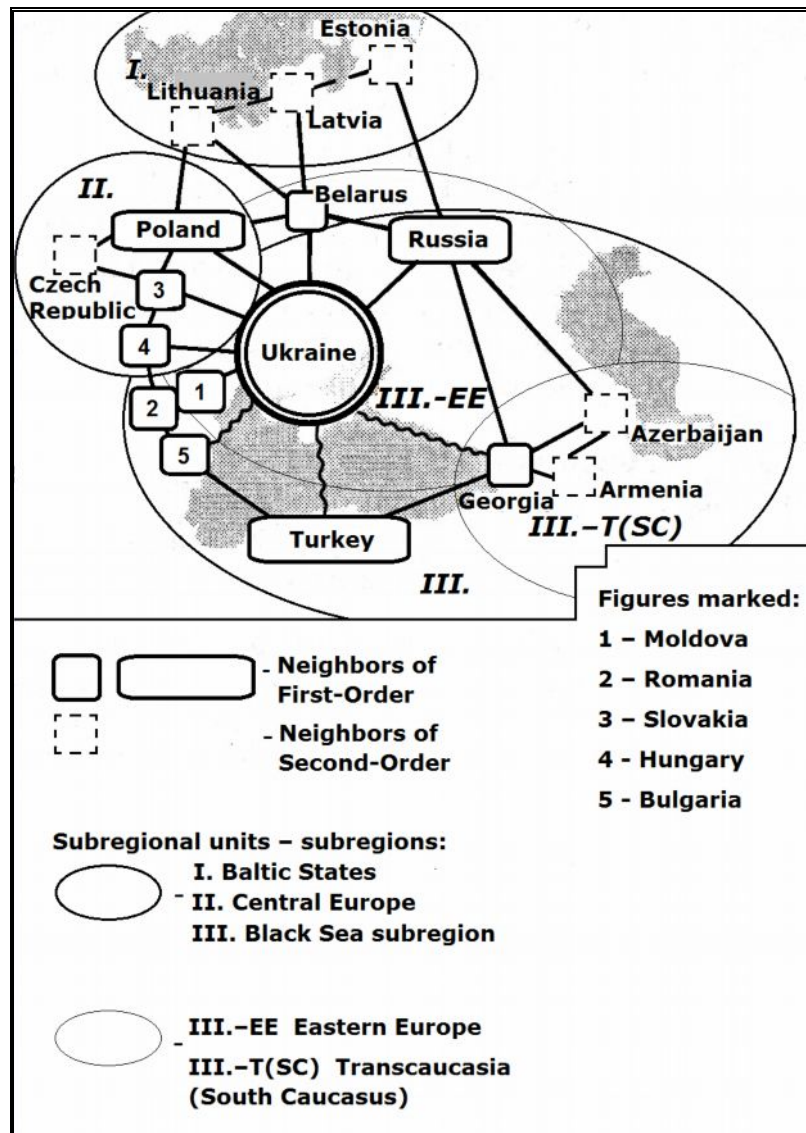 Estonia
I.
Lithuania
Latvia
II.
Belarus
Poland
Russia
Czech
Republic
3
Ukraine
4
1
III.-EE
2
Azerbaijan
5
Georgia
Armenia
III.–T(SC)
Turkey
III.
Figures marked:
1 – Moldova
2 – Romania
3 – Slovakia
4 - Hungary
5 - Bulgaria
- Neighbors of
First-Order
- Neighbors of
Second-Order
Subregional units – subregions:
- I. Baltic States
II. Central Europe
III. Black Sea subregion
- III.–EE Eastern Europe
III.–T(SC) Transcaucasia
(South Caucasus)